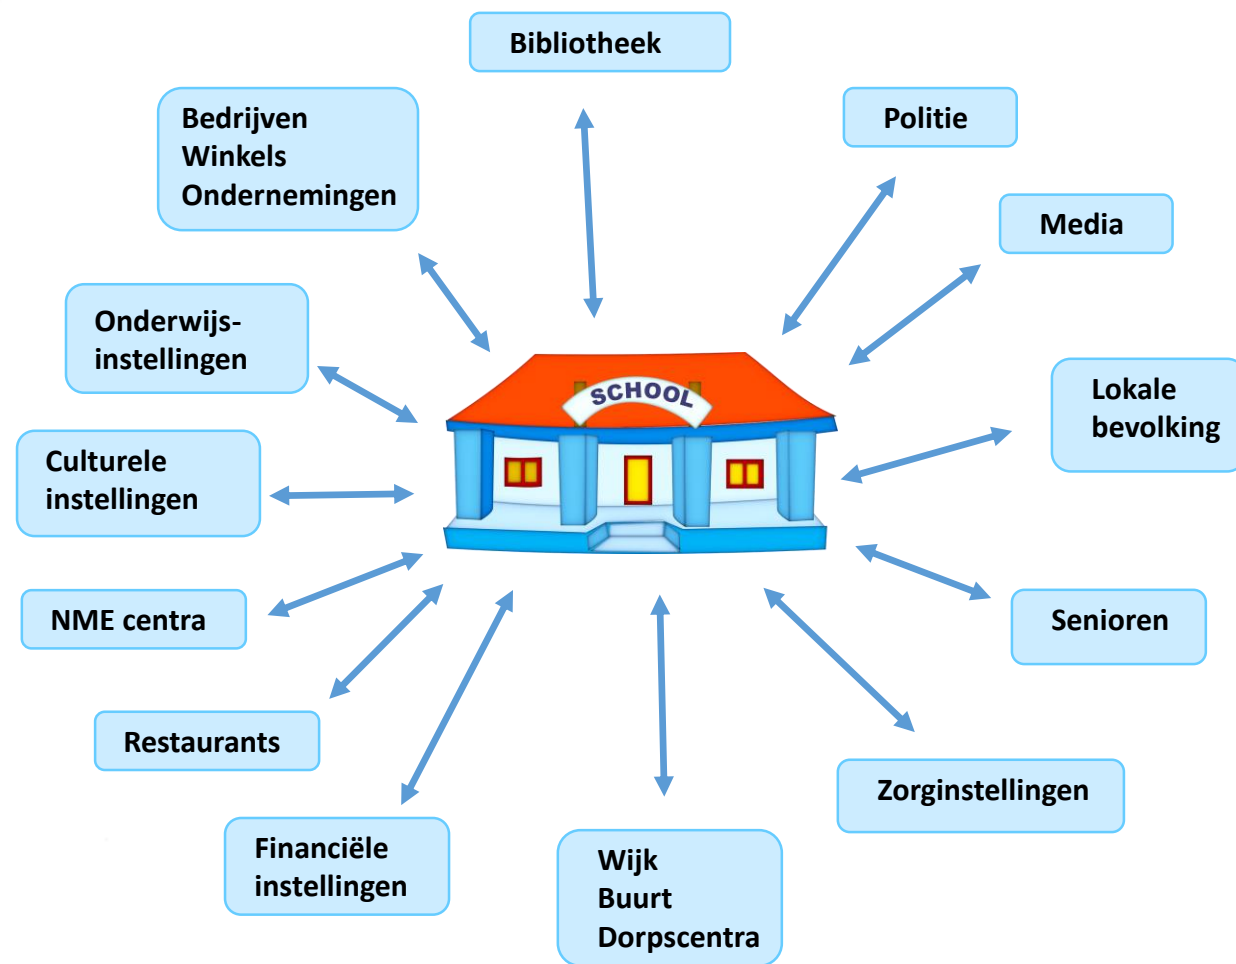 Bibliotheek
Bedrijven
Winkels
Ondernemingen
Politie
Media
Onderwijs-
instellingen
SCHOOL
Lokale
bevolking
Culturele
instellingen
NME centra
Senioren
Restaurants
Zorginstellingen
Financiële
instellingen
Wijk
Buurt
Dorpscentra